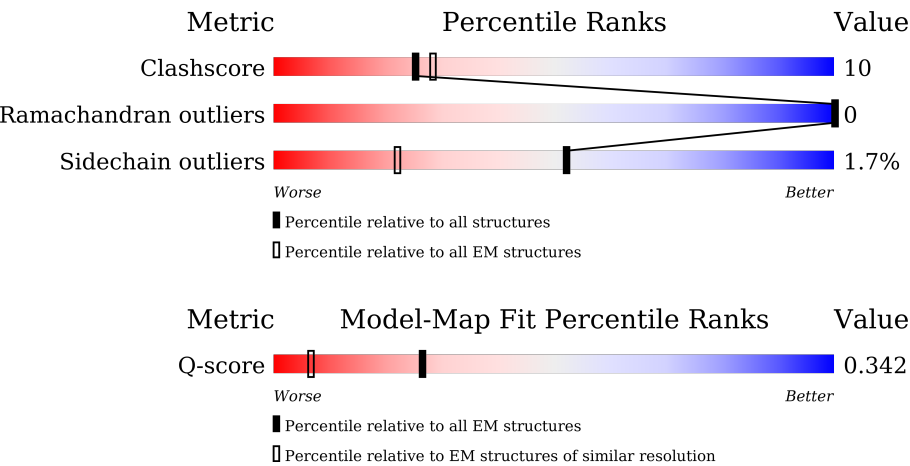 Metric Percentile Ranks Value
Clashscore 10
Ramachandran outliers 0
Sidechain outliers 1.7%
Worse Better
Percentile relative to all structures
Percentile relative to all EM structures
Metric Model-Map Fit Percentile Ranks Value
Q-score 0.342
Worse Better
Percentile relative to all EM structures
Percentile relative to EM structures of similar resolution